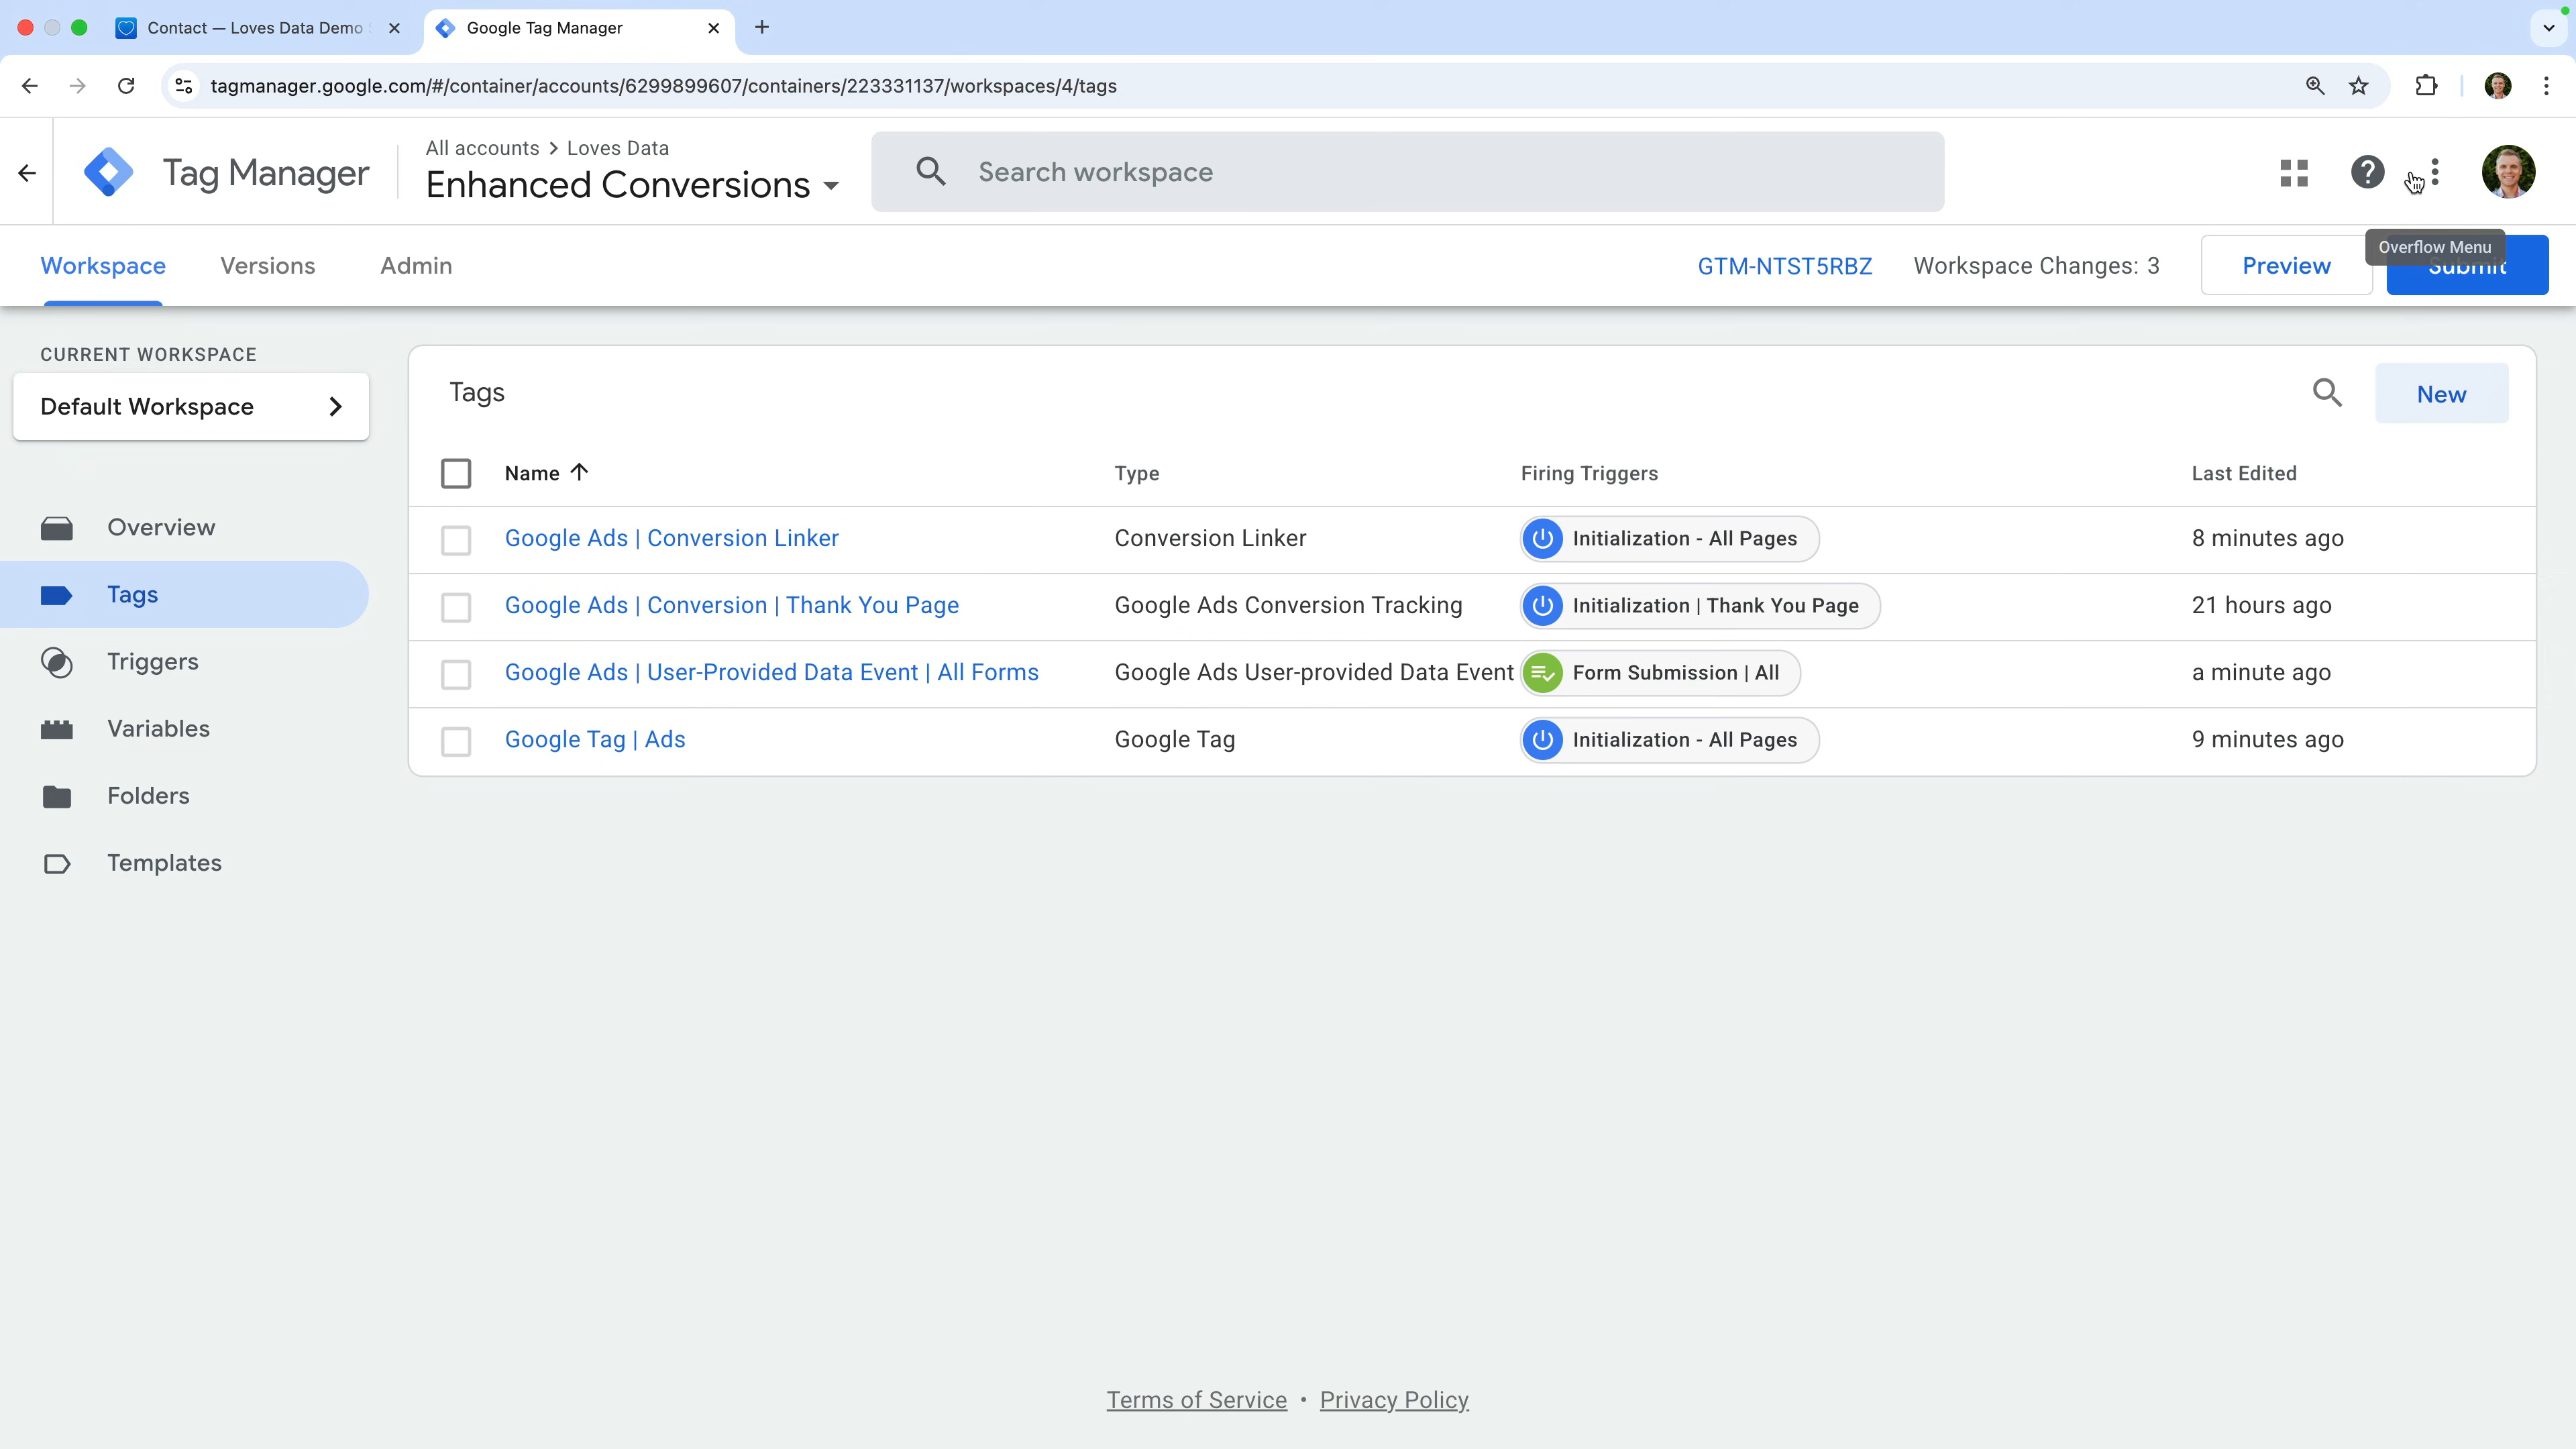 Contact — Loves Data Demo
Google Tag Manager
tagmanager.google.com/#/container/accounts/6299899607/containers/223331137/workspaces/4/tags
Tag Manager
All accounts > Loves Data
Enhanced Conversions
Search workspace
Workspace
Versions
Admin
GTM-NTST5RBZ
Workspace Changes: 3
Preview
Overflow Menu
Submit
CURRENT WORKSPACE
Default Workspace
Overview
Tags
Triggers
Variables
Folders
Templates
Tags
New
Name Type Firing Triggers Last Edited
Google Ads | Conversion Linker Conversion Linker Initialization - All Pages 8 minutes ago
Google Ads | Conversion | Thank You Page Google Ads Conversion Tracking Initialization | Thank You Page 21 hours ago
Google Ads | User-Provided Data Event | All Forms Google Ads User-provided Data Event Form Submission | All a minute ago
Google Tag | Ads Google Tag Initialization - All Pages 9 minutes ago
Terms of Service • Privacy Policy